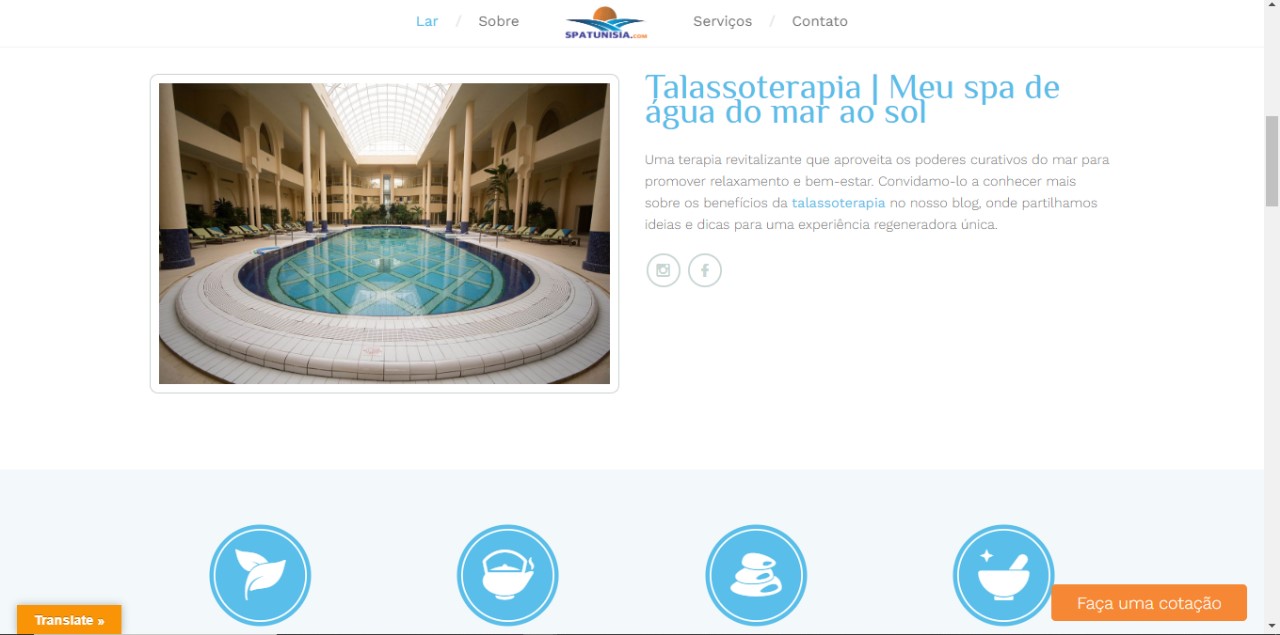 Lar / Sobre
SPATUNISIA.COM
Serviços / Contato
Talassoterapia | Meu spa de
água do mar ao sol
Uma terapia revitalizante que aproveita os poderes curativos do mar para
promover relaxamento e bem-estar. Convidamo-lo a conhecer mais
sobre os benefícios da talassoterapia no nosso blog, onde partilhamos
ideias e dicas para uma experiência regeneradora única.
Faça uma cotação
Translate »